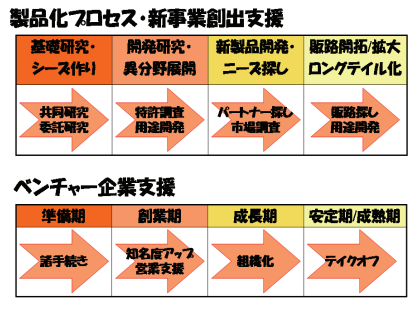 製品化プロセス・新事業創出支援
基礎研究・
シーズ作り
開発研究・
異分野展開
新製品開発・
ニーズ探し
販路開拓/拡大
ロングテイル化
共同研究
委託研究
特許調査
用途開発
パートナー探し
市場調査
販路探し
用途開発
ベンチャー企業支援
準備期
創業期
成長期
安定期/成熟期
諸手続き
知名度アップ
営業支援
組織化
テイクオフ